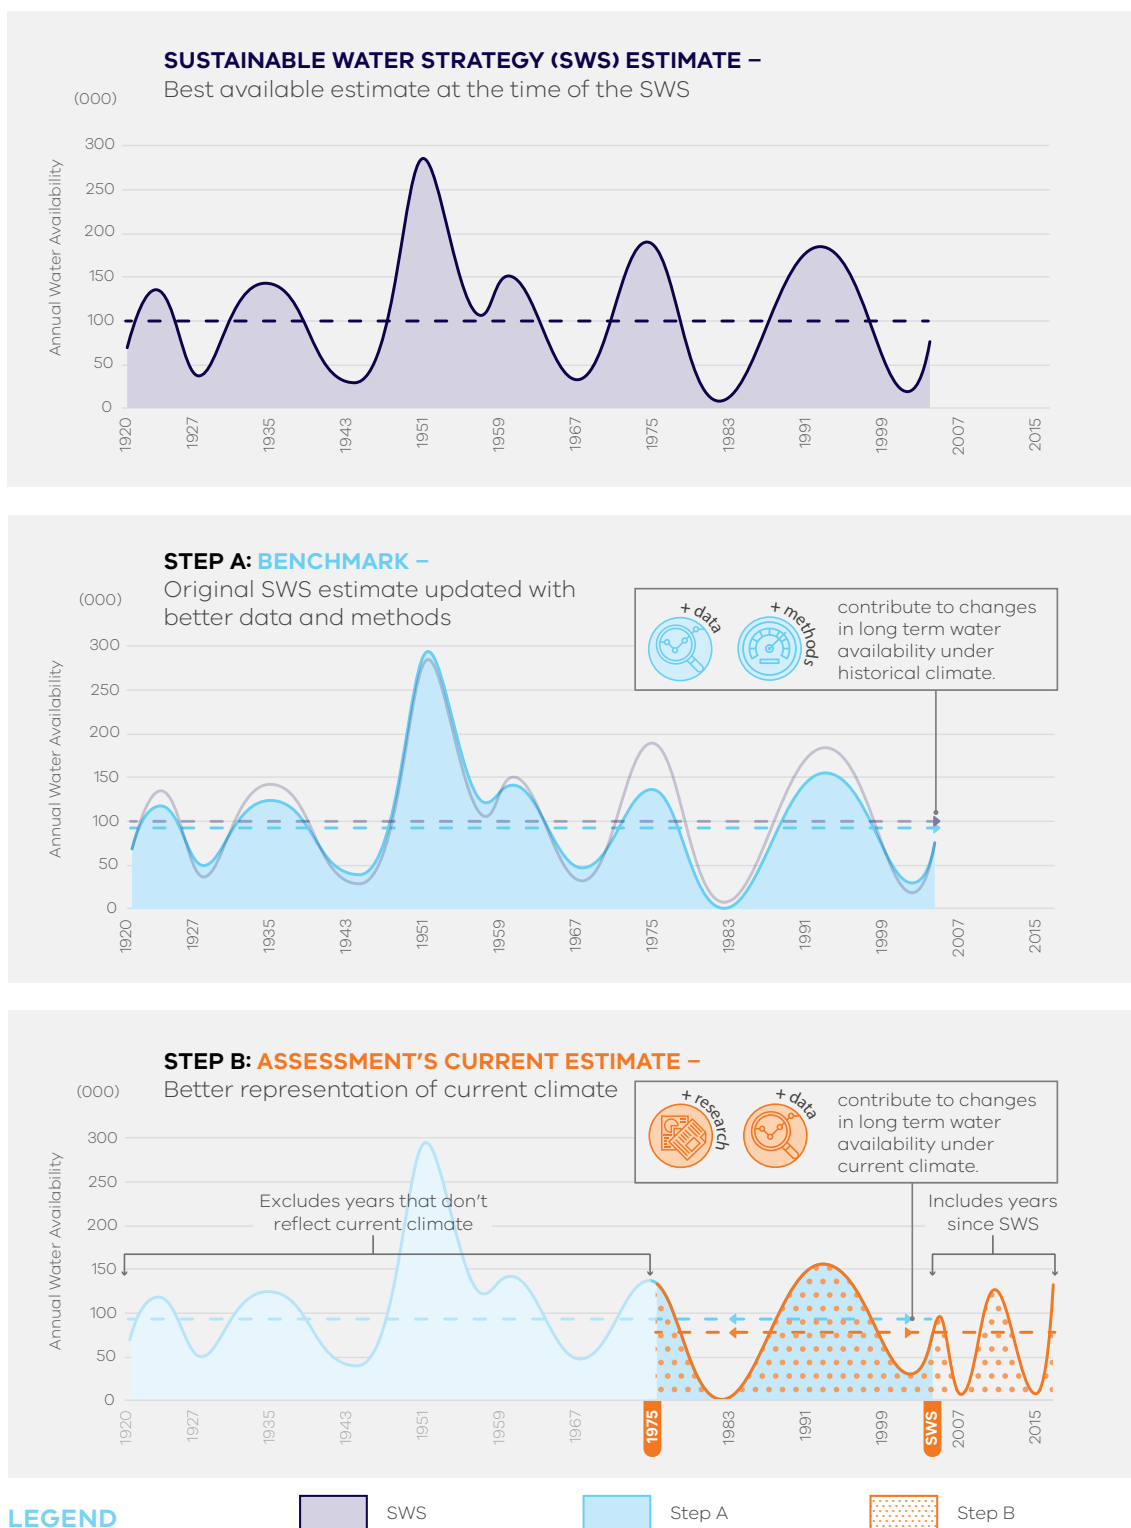 SUSTAINABLE WATER STRATEGY (SWS) ESTIMATE –
Best available estimate at the time of the SWS
(000)
Annual Water Availability
300
250
200
150
100
50
0
1920
1927
1935
1943
1951
1959
1967
1975
1983
1991
19999
2007
2015
STEP A: BENCHMARK –
Original SWS estimate updated with
better data and methods
(000)
+ data
+ methods
contribute to changes
in long term water
availability under
historical climate.
Annual Water Availability
300
250
200
150
100
50
0
1920
1927
1935
1943
1951
1959
1967
1975
1983
1991
1999
2007
2015
STEP B: ASSESSMENT'S CURRENT ESTIMATE –
Better representation of current climate
(000)
+ research
+ data
contribute to changes
in long term water
availability under
current climate.
Annual Water Availability
300
250
200
150
100
50
0
Excludes years that don't
reflect current climate
Includes years
since SWS
1920
1927
1935
1943
1951
1959
1967
1975
1983
1991
1999
SWS
2007
2015
LEGEND
SWS
Step A
Step B